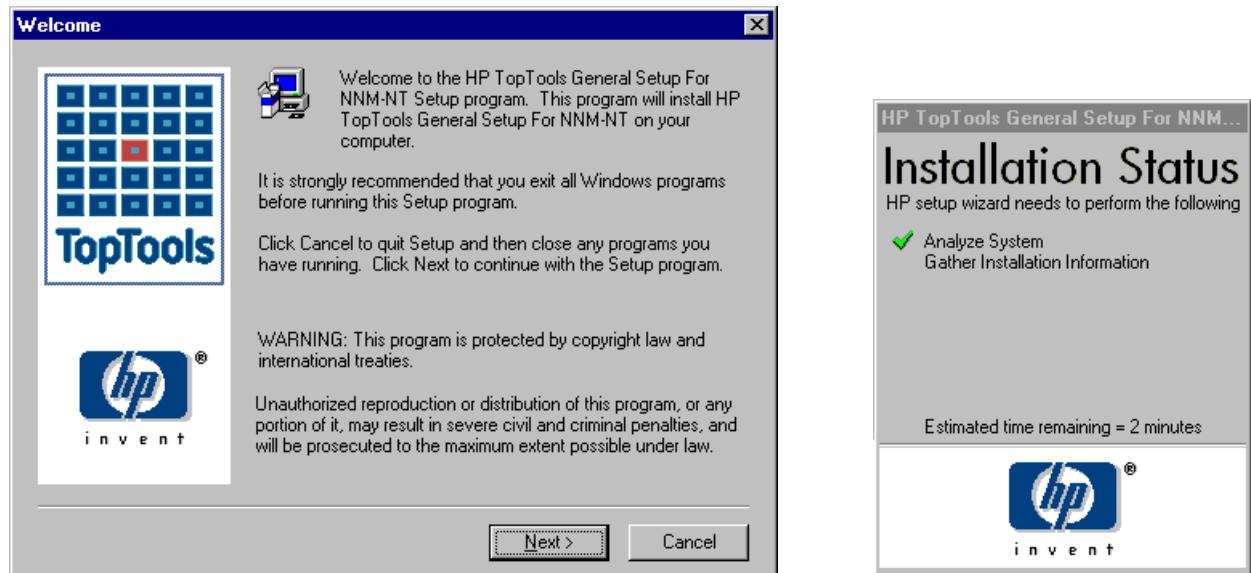 Welcome
TopTools
hp
®
invent
Welcome to the HP TopTools General Setup For
NNM-NT Setup program. This program will install HP
TopTools General Setup For NNM-NT on your
computer.
It is strongly recommended that you exit all Windows programs
before running this Setup program.
Click Cancel to quit Setup and then close any programs you
have running. Click Next to continue with the Setup program.
WARNING: This program is protected by copyright law and
international treaties.
Unauthorized reproduction or distribution of this program, or any
portion of it, may result in severe civil and criminal penalties, and
will be prosecuted to the maximum extent possible under law.
Next >
Cancel
HP TopTools General Setup For NNM...
Installation Status
HP setup wizard needs to perform the following
Analyze System
Gather Installation Information
Estimated time remaining = 2 minutes
hp
®
invent